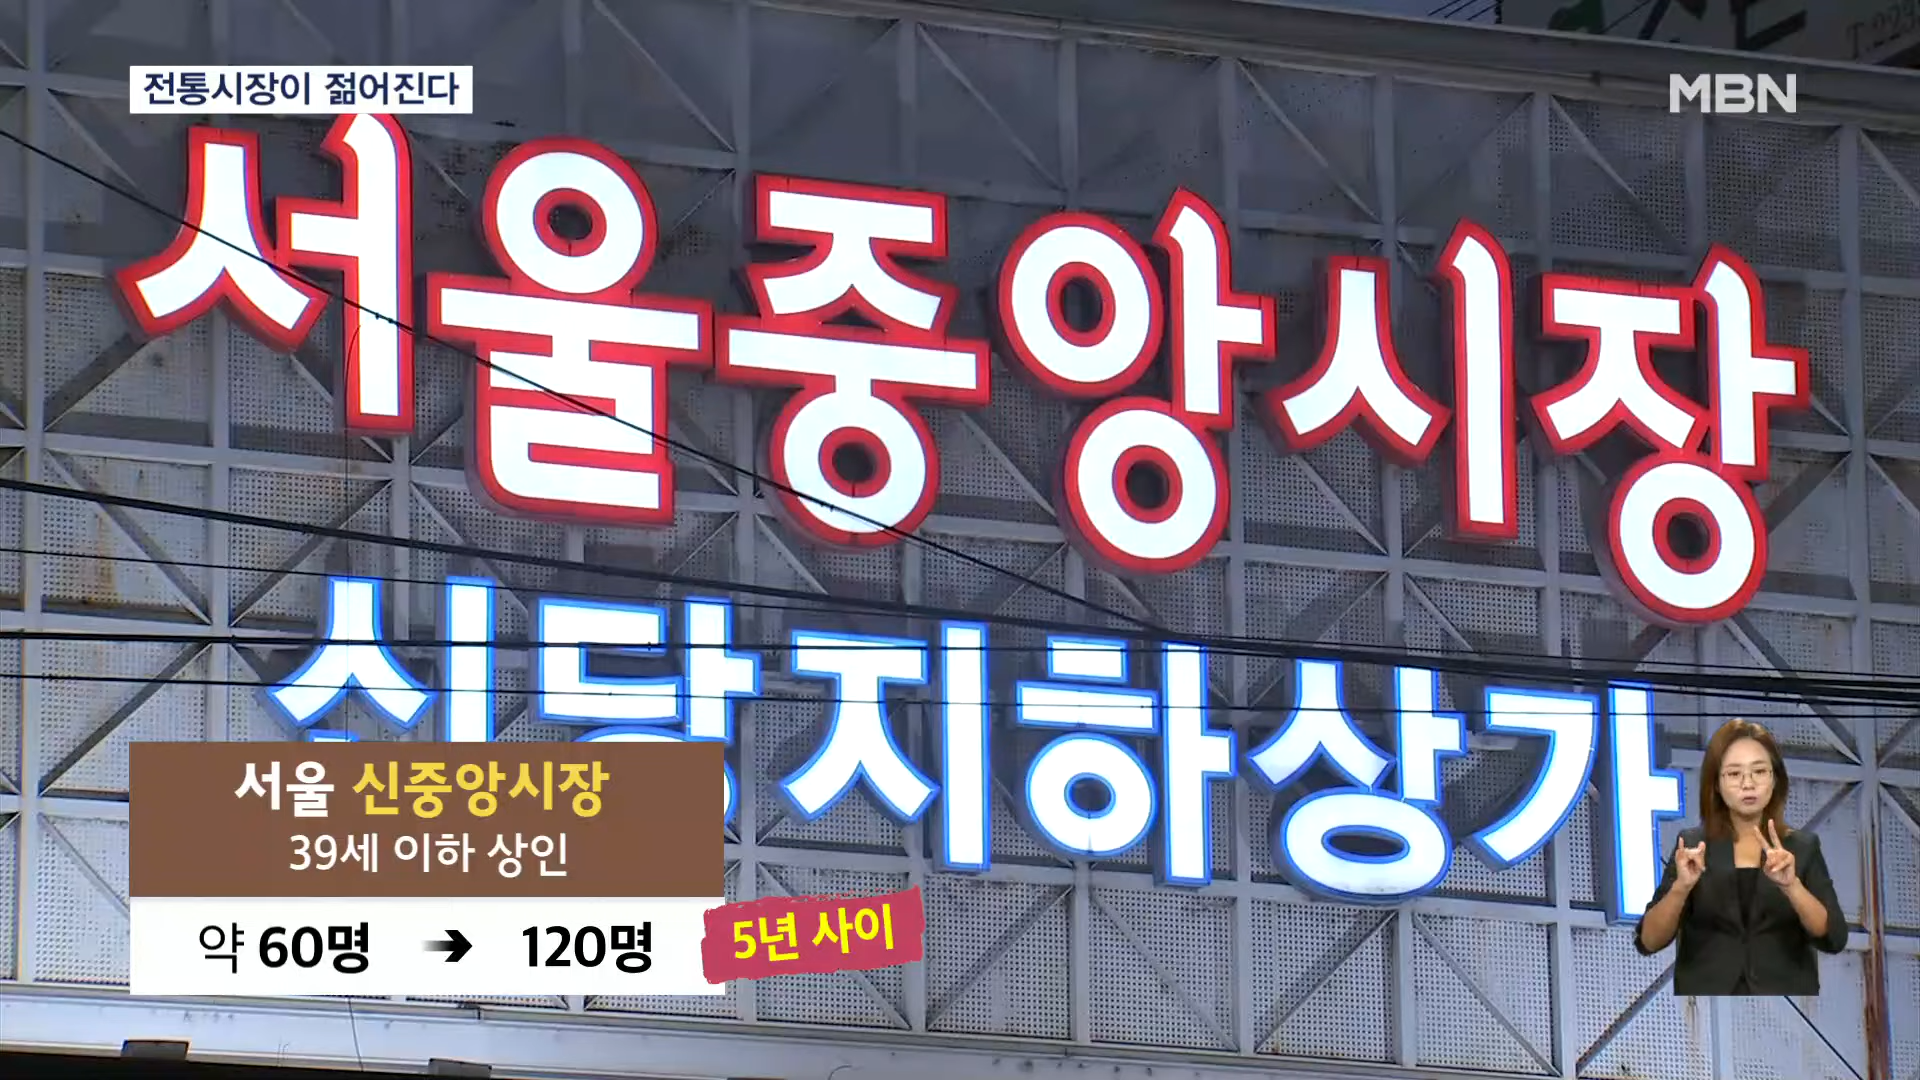 전통시장이 젊어진다
MBN
서울중앙시장
신당지하상가
서울 신중앙시장
39세 이하 상인
약 60명 → 120명
5년 사이